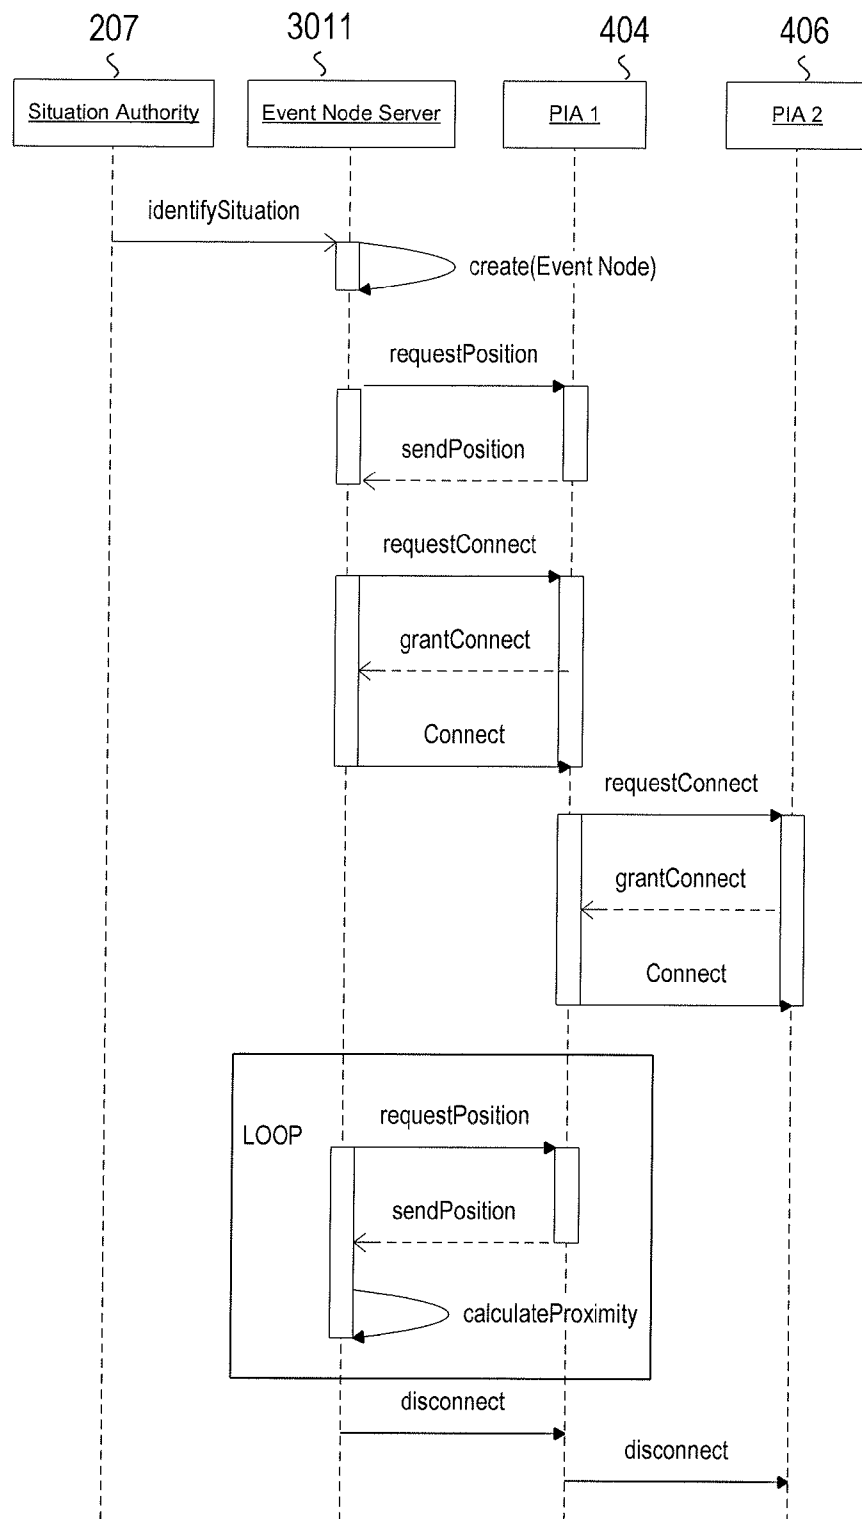 207
3011
404
406
Situation Authority
Event Node Server
PIA 1
PIA 2
identifySituation
create(Event Node)
requestPosition
sendPosition
requestConnect
grantConnect
Connect
requestConnect
grantConnect
Connect
LOOP
requestPosition
sendPosition
calculateProximity
disconnect
disconnect